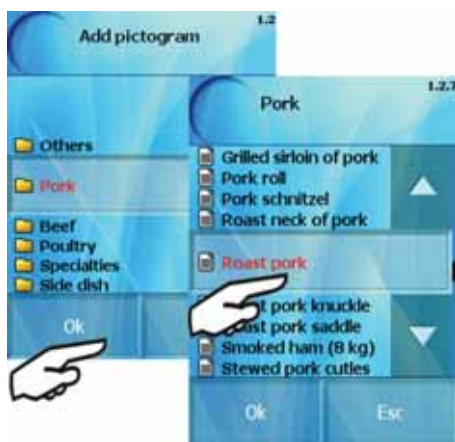 1.2
Add pictogram
Others
Pork
Beef
Poultry
Specialties
Side dish
Ok
1.2.7
Pork
Grilled sirloin of pork
Pork roll
Pork schnitzel
Roast neck of pork
Roast pork
pork knuckle
pork saddle
Smoked ham (8 kg)
Stewed pork cutles
Ok
Esc